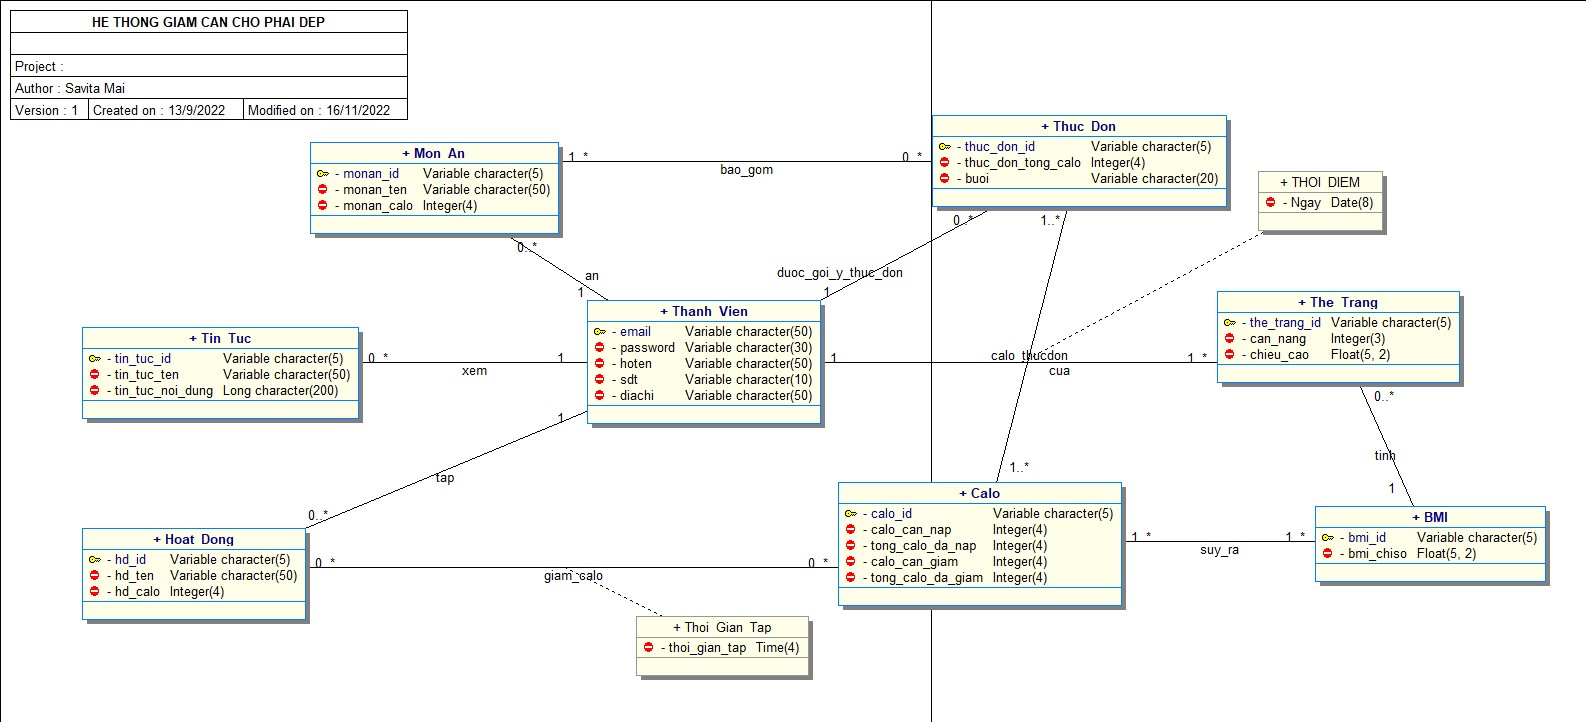 HE THONG GIAM CAN CHO PHAI DEP
Project :
Author : Savita Mai
Version : 1 Created on : 13/9/2022 Modified on : 16/11/2022
+ Mon An
- monan_id Variable character(5)
- monan_ten Variable character(50)
- monan_calo Integer(4)
1..*
bao_gom
0..*
+ Thuc Don
- thuc_don_id Variable character(5)
- thuc_don_tong_calo Integer(4)
- buoi Variable character(20)
+ THOI DIEM
- Ngay Date(8)
0..*
an
1
0..*
duoc_goi_y_thuc_don
1
1..*
calo_thucdon
1..*
+ Thanh Vien
- email Variable character(50)
- password Variable character(30)
- hoten Variable character(50)
- sdt Variable character(10)
- diachi Variable character(50)
+ The Trang
- the_trang_id Variable character(5)
- can_nang Integer(3)
- chieu_cao Float(5, 2)
+ Tin Tuc
- tin_tuc_id Variable character(5)
- tin_tuc_ten Variable character(50)
- tin_tuc_noi_dung Long character(200)
0..*
xem
1
1
cua
1..*
0..*
tinh
1
1
tap
0..*
+ Calo
- calo_id Variable character(5)
- calo_can_nap Integer(4)
- tong_calo_da_nap Integer(4)
- calo_can_giam Integer(4)
- tong_calo_da_giam Integer(4)
1..*
suy_ra
1..*
+ BMI
- bmi_id Variable character(5)
- bmi_chiso Float(5, 2)
+ Hoat Dong
- hd_id Variable character(5)
- hd_ten Variable character(50)
- hd_calo Integer(4)
0..*
giam_calo
0..*
+ Thoi Gian Tap
- thoi_gian_tap Time(4)